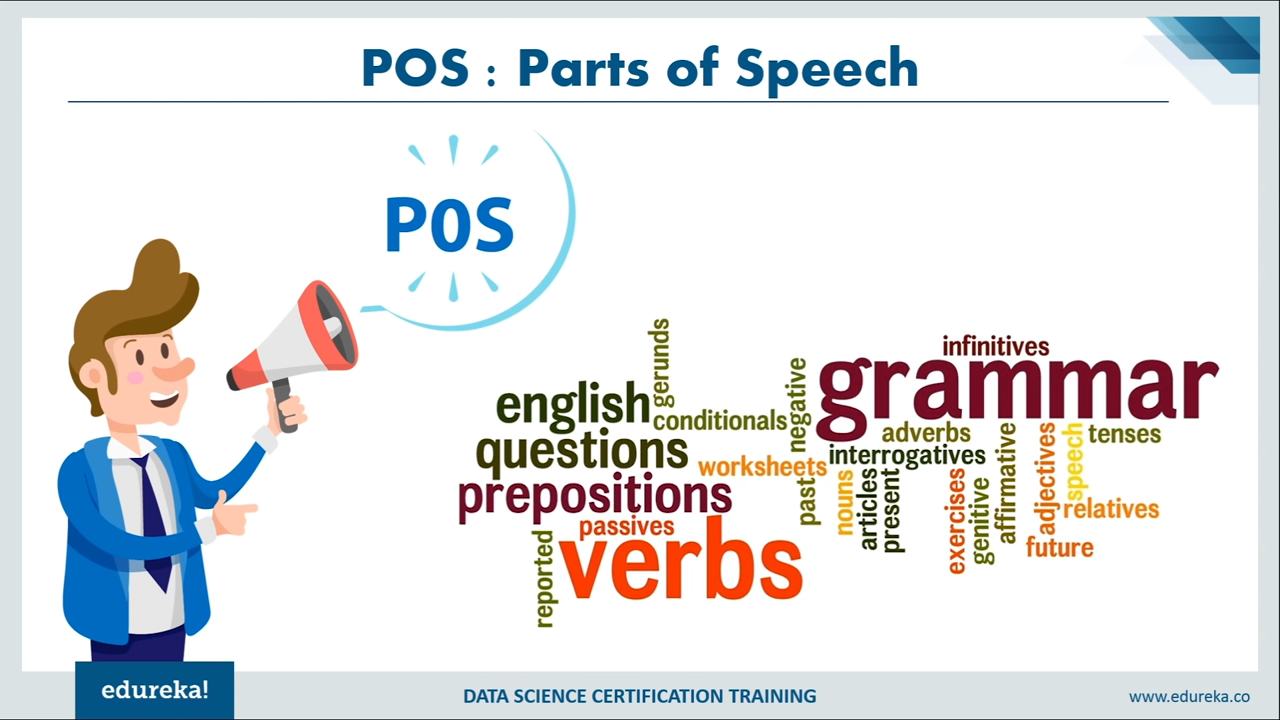 POS : Parts of Speech
P0S
gerunds
infinitives
english
conditionals
negative
grammar
questions
adverbs
tenses
worksheets
interrogatives
prepositions
past
nouns
articles
present
exercises
genitive
affirmative
adjectives
speech
relatives
passives
future
reported
verbs
edureka!
DATA SCIENCE CERTIFICATION TRAINING
www.edureka.co